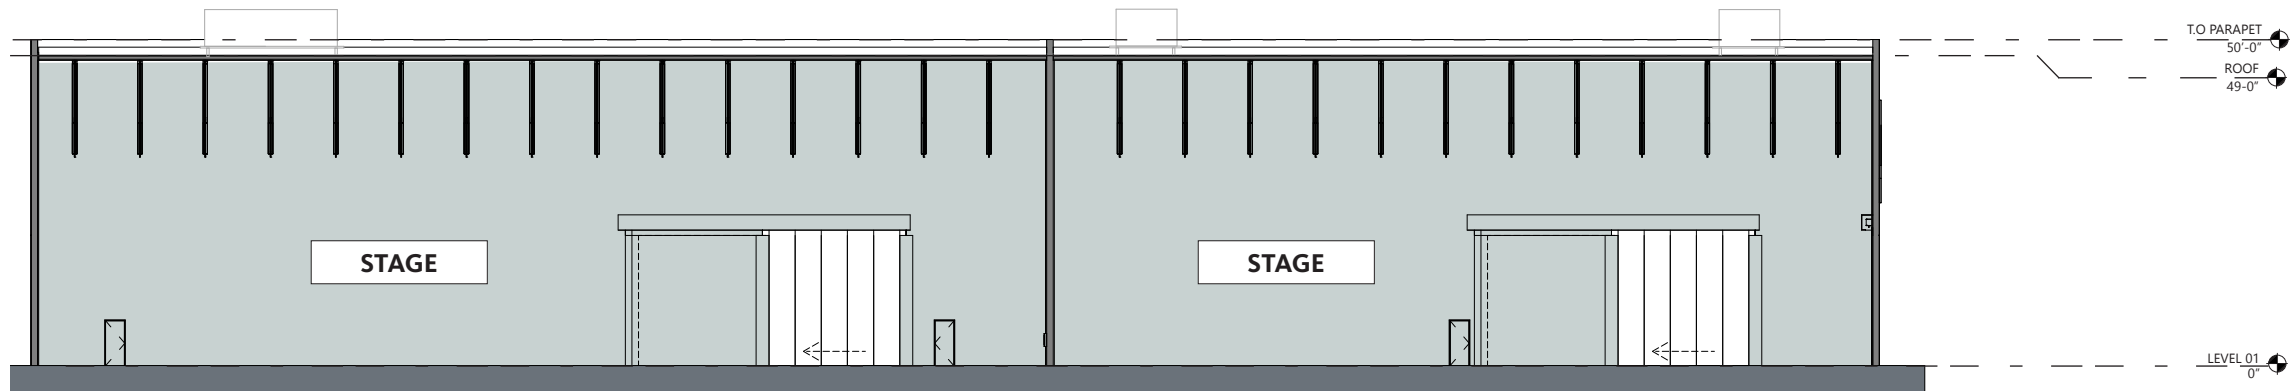 T.O PARAPET
50'-0"
ROOF
49-0"
STAGE
STAGE
LEVEL 01
0"